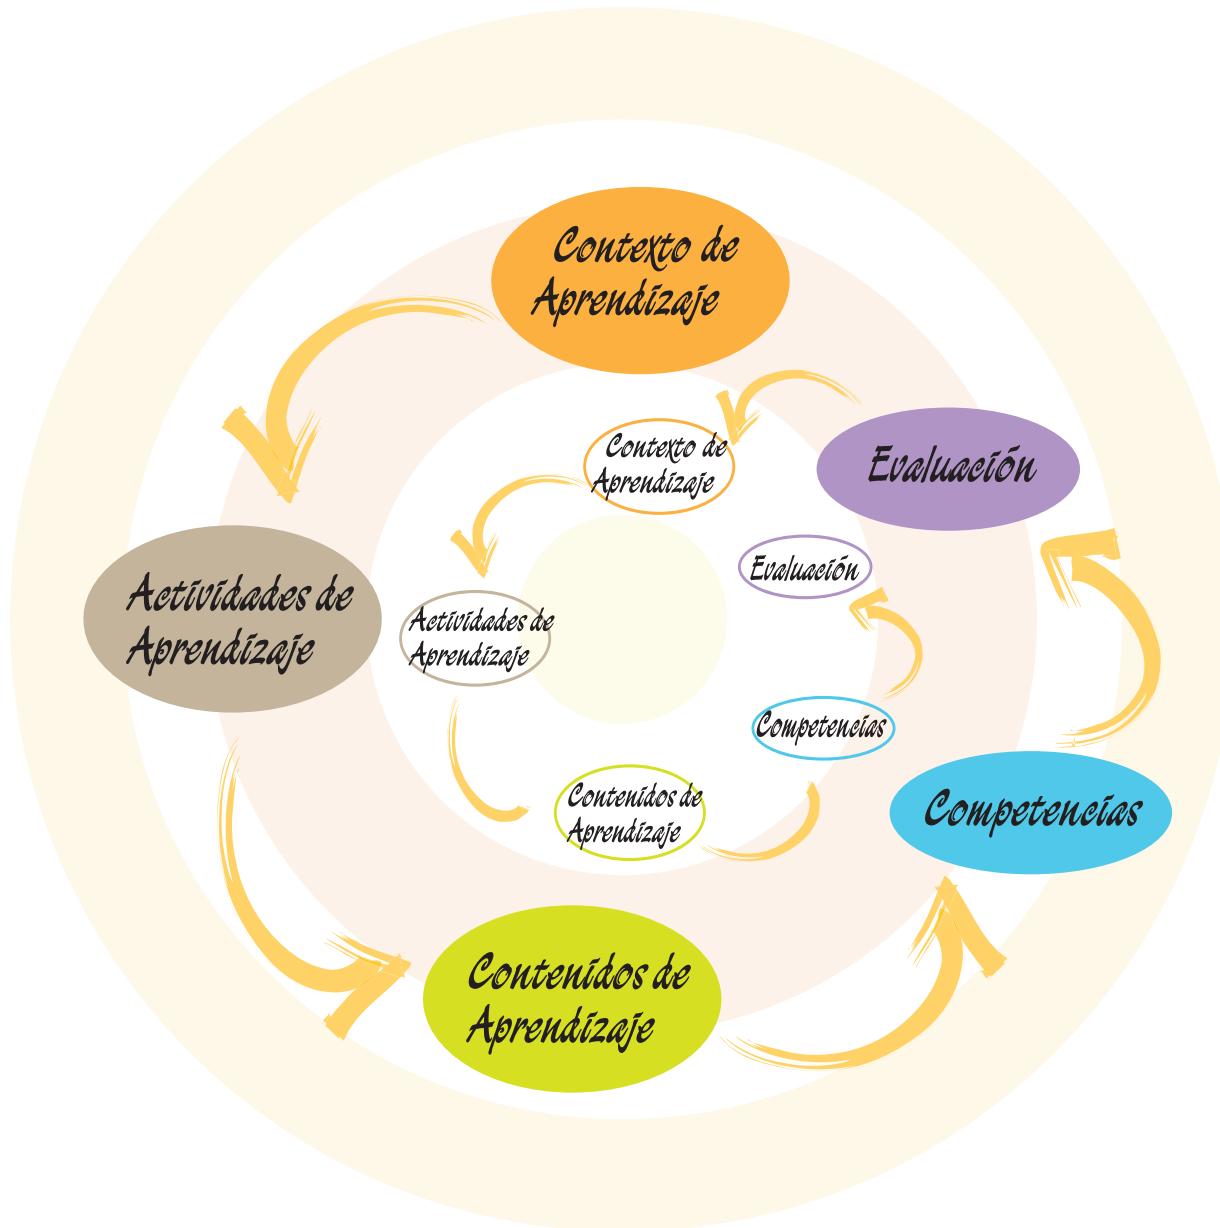 Contexto de
Aprendizaje
Evaluación
Contexto de
Aprendizaje
Evaluación
Actividades de
Aprendizaje
Actividades de
Aprendizaje
Competencias
Competencias
Contenidos de
Aprendizaje
Contenidos de
Aprendizaje